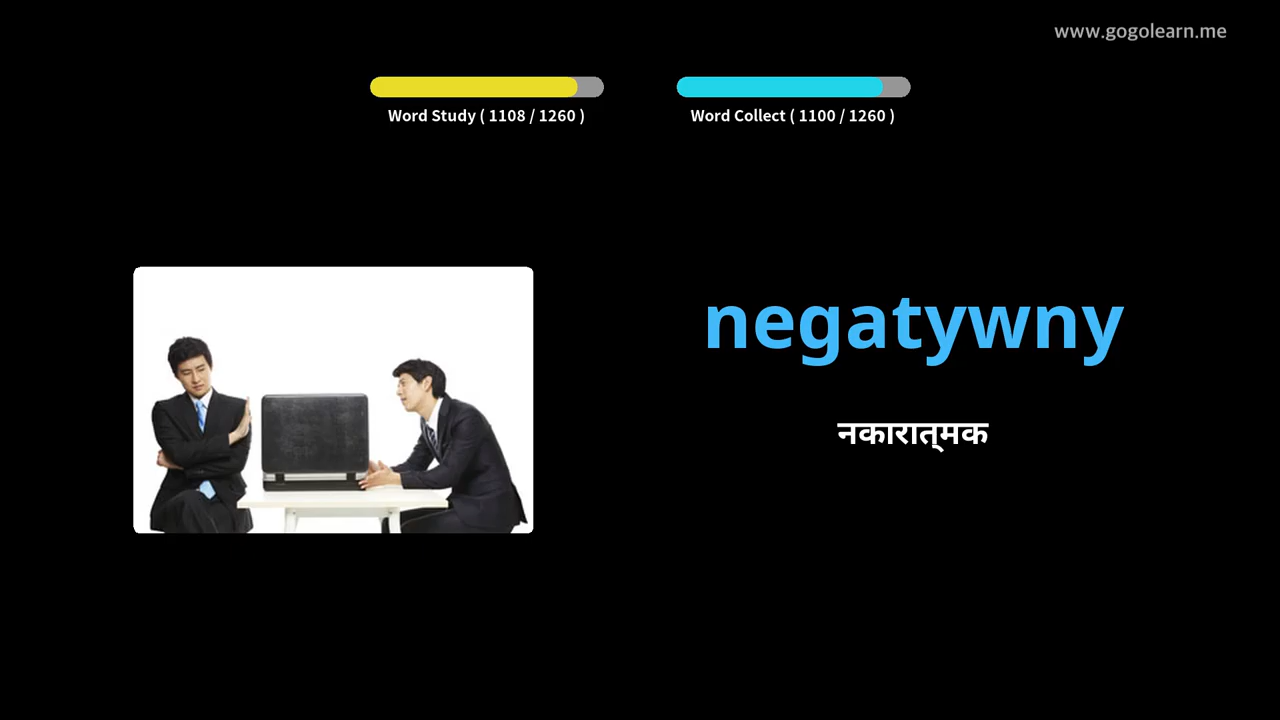 www.gogolearn.me
Word Study ( 1108 / 1260 )
Word Collect ( 1100 / 1260 )
negatywny
नकारात्मक